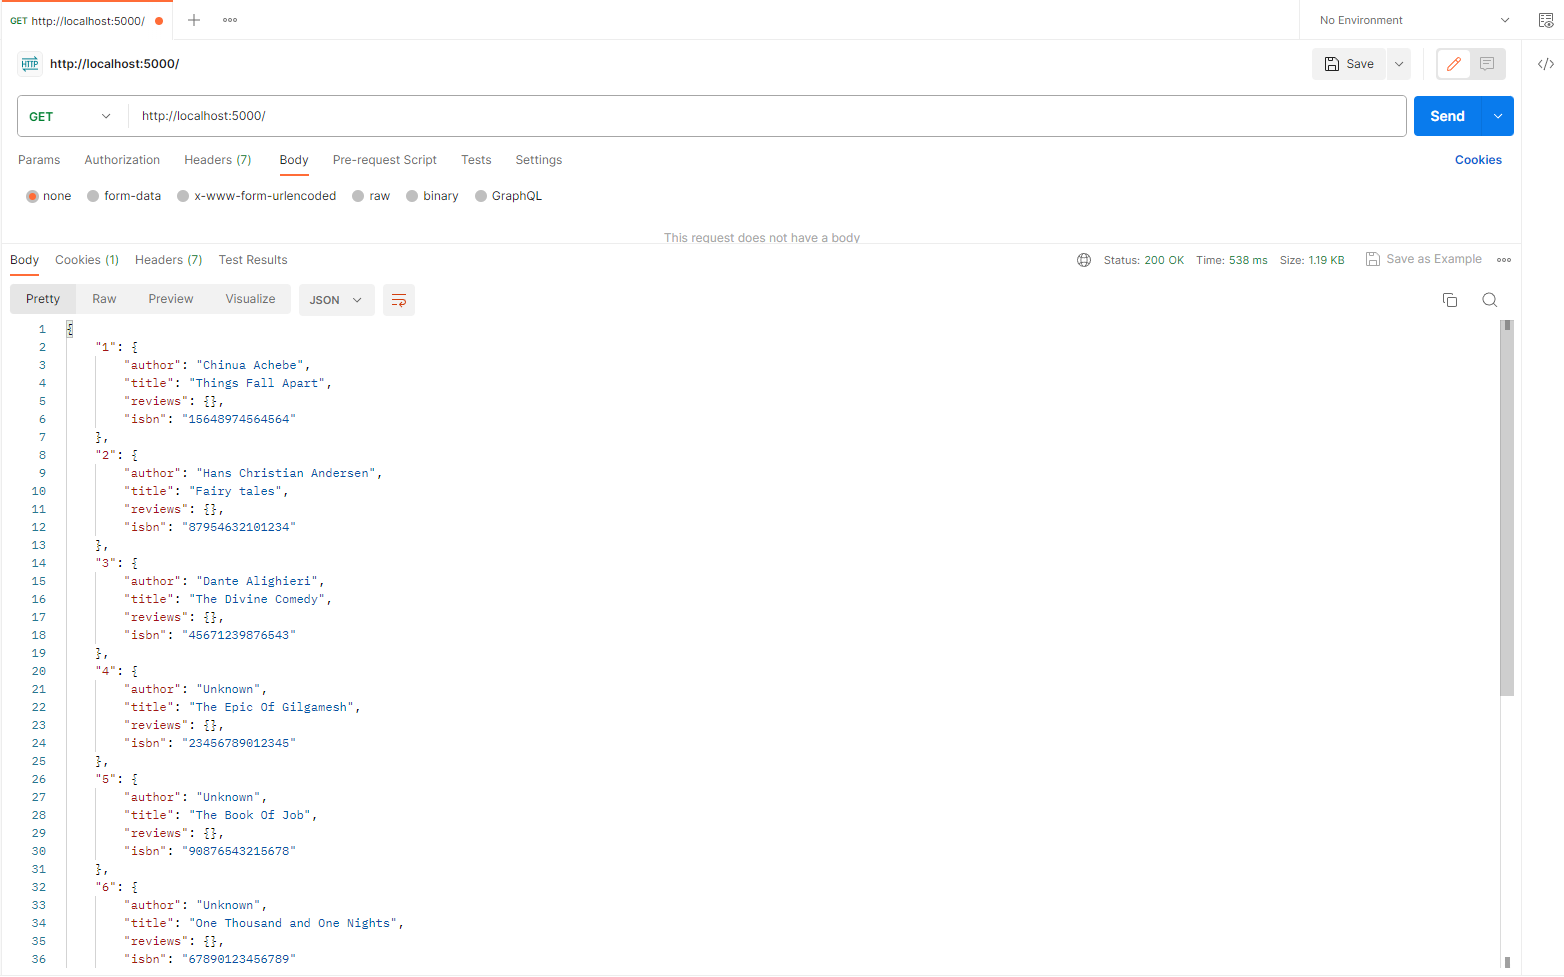 GET http://localhost:5000/
No Environment
HTTP http://localhost:5000/
Save
GET http://localhost:5000/
Send
Params Authorization Headers (7) Body Pre-request Script Tests Settings Cookies
none form-data x-www-form-urlencoded raw binary GraphQL
This request does not have a body
Body Cookies (1) Headers (7) Test Results Status: 200 OK Time: 538 ms Size: 1.19 KB Save as Example
Pretty Raw Preview Visualize JSON
1 {
2 "1": {
3 "author": "Chinua Achebe",
4 "title": "Things Fall Apart",
5 "reviews": {},
6 "isbn": "15648974564564"
7 },
8 "2": {
9 "author": "Hans Christian Andersen",
10 "title": "Fairy tales",
11 "reviews": {},
12 "isbn": "87954632101234"
13 },
14 "3": {
15 "author": "Dante Alighieri",
16 "title": "The Divine Comedy",
17 "reviews": {},
18 "isbn": "45671239876543"
19 },
20 "4": {
21 "author": "Unknown",
22 "title": "The Epic Of Gilgamesh",
23 "reviews": {},
24 "isbn": "23456789012345"
25 },
26 "5": {
27 "author": "Unknown",
28 "title": "The Book Of Job",
29 "reviews": {},
30 "isbn": "90876543215678"
31 },
32 "6": {
33 "author": "Unknown",
34 "title": "One Thousand and One Nights",
35 "reviews": {},
36 "isbn": "67890123456789"